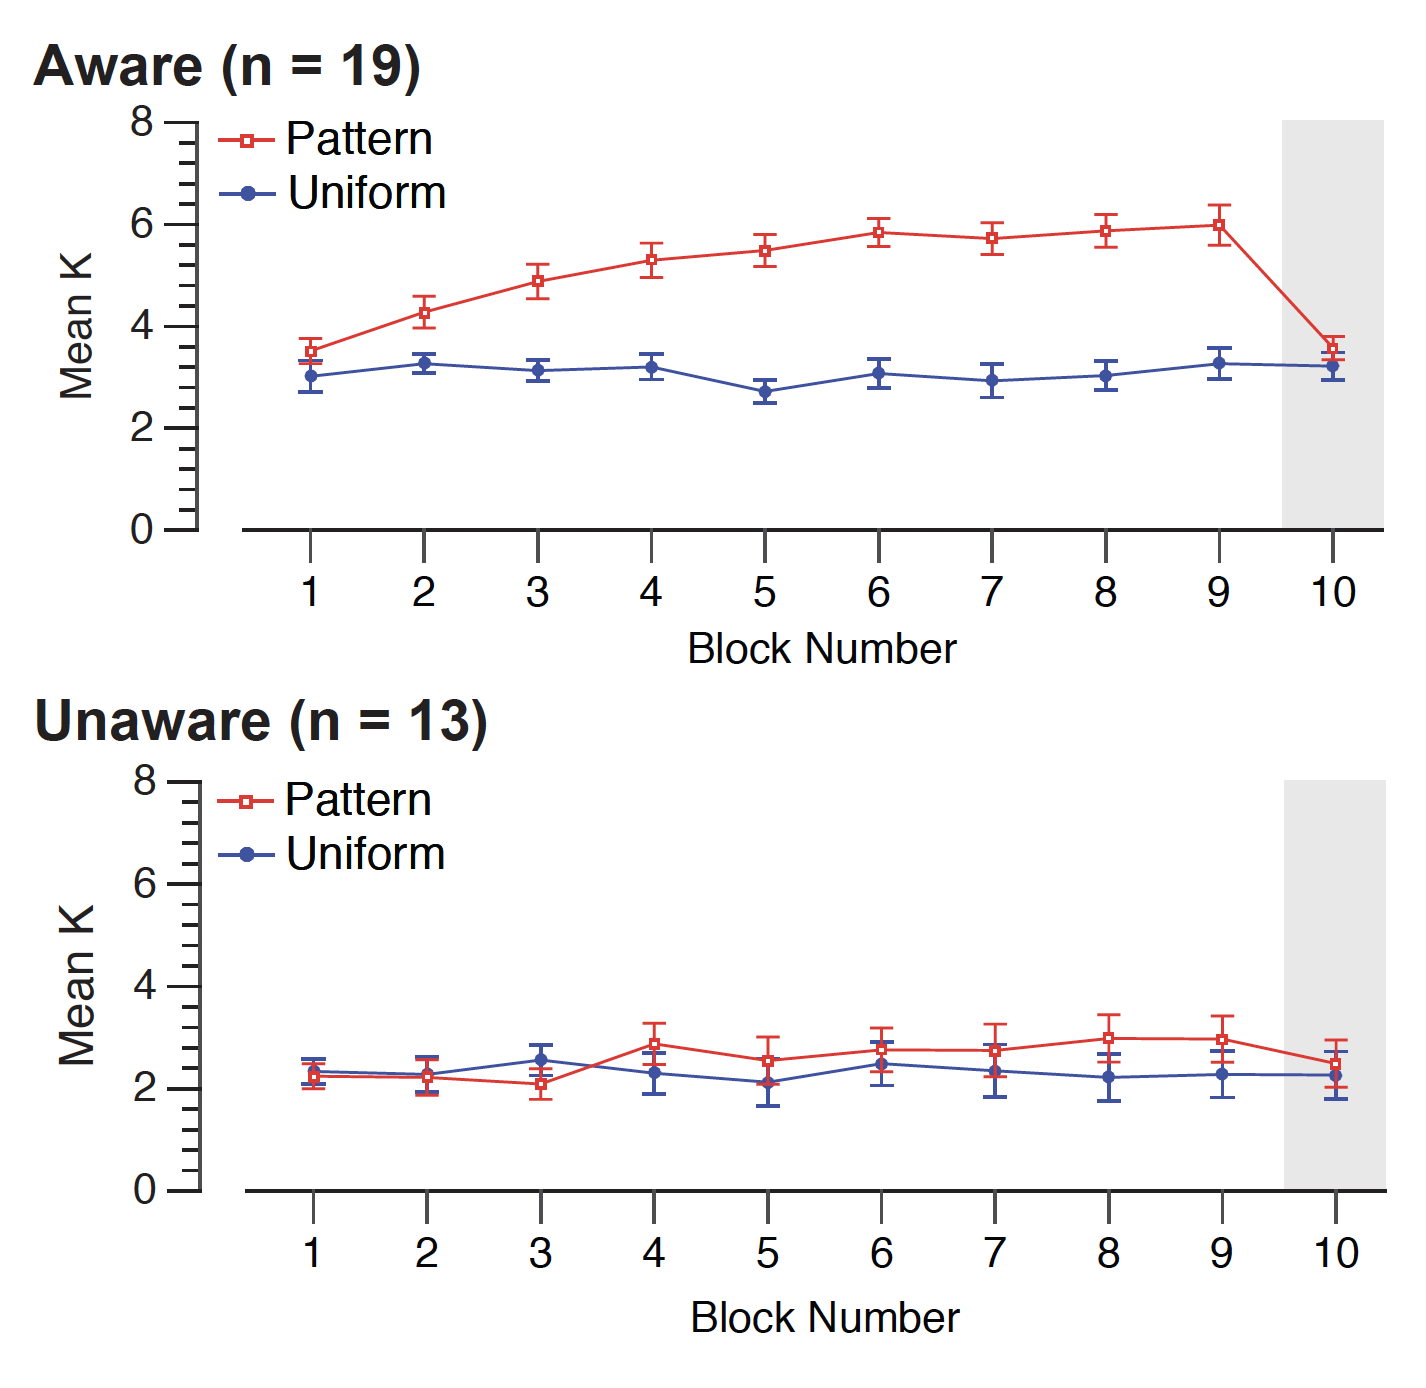 Aware (n = 19)
8
Pattern
Uniform
6
4
2
0
Mean K
1 2 3 4 5 6 7 8 9 10
Block Number
Unaware (n = 13)
8
Pattern
Uniform
6
4
2
0
Mean K
1 2 3 4 5 6 7 8 9 10
Block Number